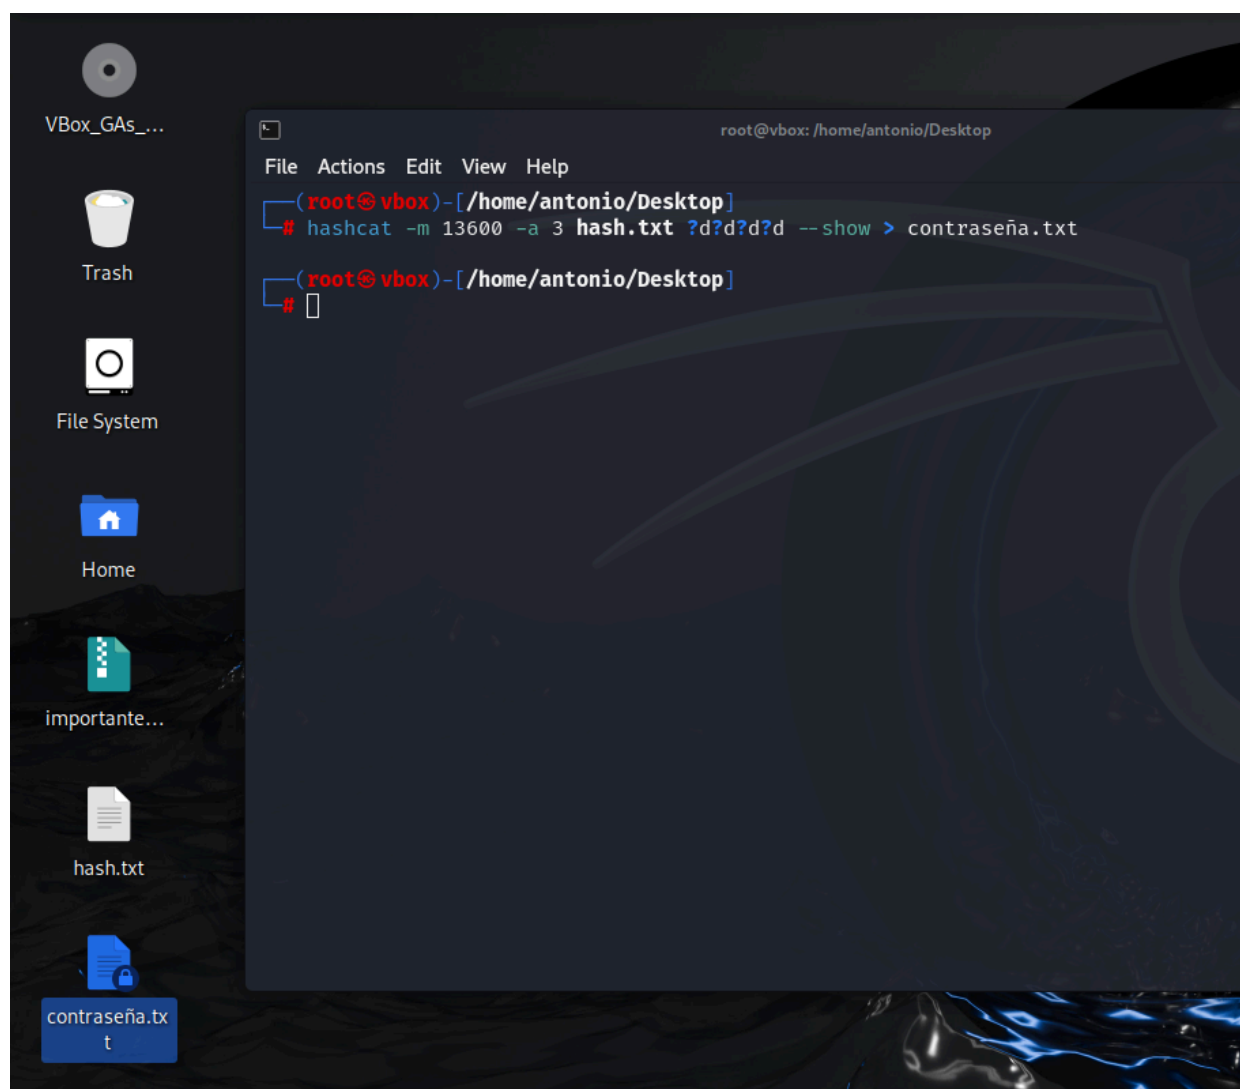 VBox_GAs_...
Trash
File System
Home
importante...
hash.txt
contraseña.tx
t
root@vbox: /home/antonio/Desktop
File Actions Edit View Help
┌──(root㉿vbox)-[/home/antonio/Desktop]
└─# hashcat -m 13600 -a 3 hash.txt ?d?d?d?d --show > contraseña.txt
┌──(root㉿vbox)-[/home/antonio/Desktop]
└─#